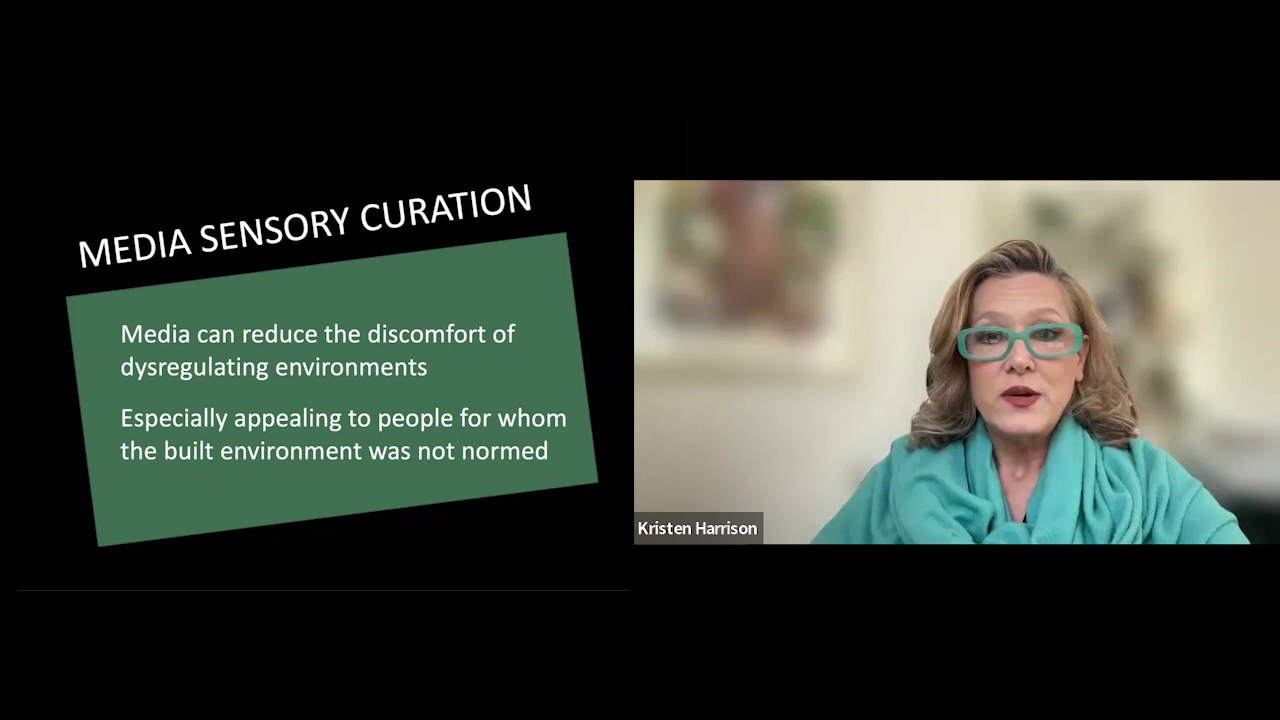 MEDIA SENSORY CURATION
Media can reduce the discomfort of
dysregulating environments
Especially appealing to people for whom
the built environment was not normed
Kristen Harrison